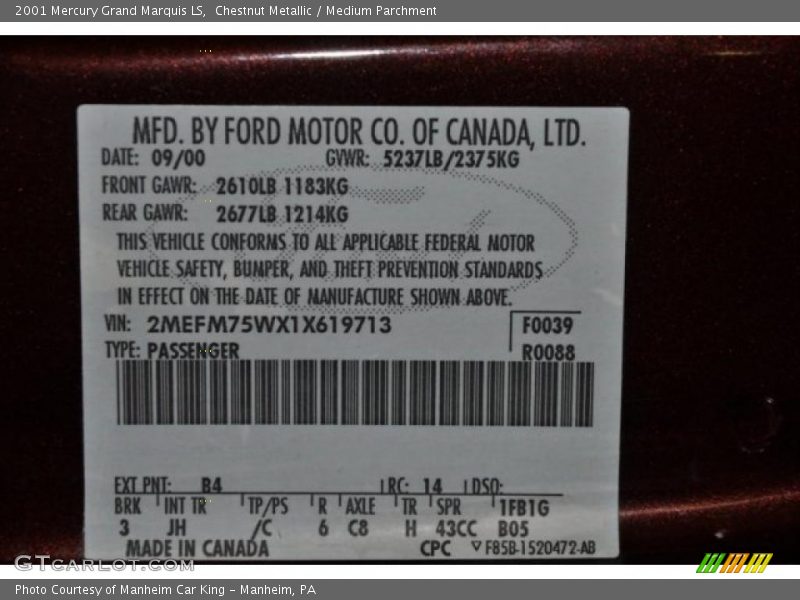 2001 Mercury Grand Marquis LS,  Chestnut Metallic / Medium Parchment
MFD. BY FORD MOTOR CO. OF CANADA, LTD.
DATE: 09/00 GVWR: 5237LB/2375KG
FRONT GAWR: 2610LB 1183KG
REAR GAWR: 2677LB 1214KG
THIS VEHICLE CONFORMS TO ALL APPLICABLE FEDERAL MOTOR
VEHICLE SAFETY, BUMPER, AND THEFT PREVENTION STANDARDS
IN EFFECT ON THE DATE OF MANUFACTURE SHOWN ABOVE.
VIN: 2MEFM75WX1X619713 F0039
TYPE: PASSENGER R0088
EXT PNT: B4 RC: 14 DSO:
BRK INT TR TP/PS R AXLE TR SPR 1FB1G
3 JH /C 6 C8 H 43CC B05
MADE IN CANADA CPC F85B-1520472-AB
GTCarLot.com
Photo Courtesy of Manheim Car King - Manheim, PA